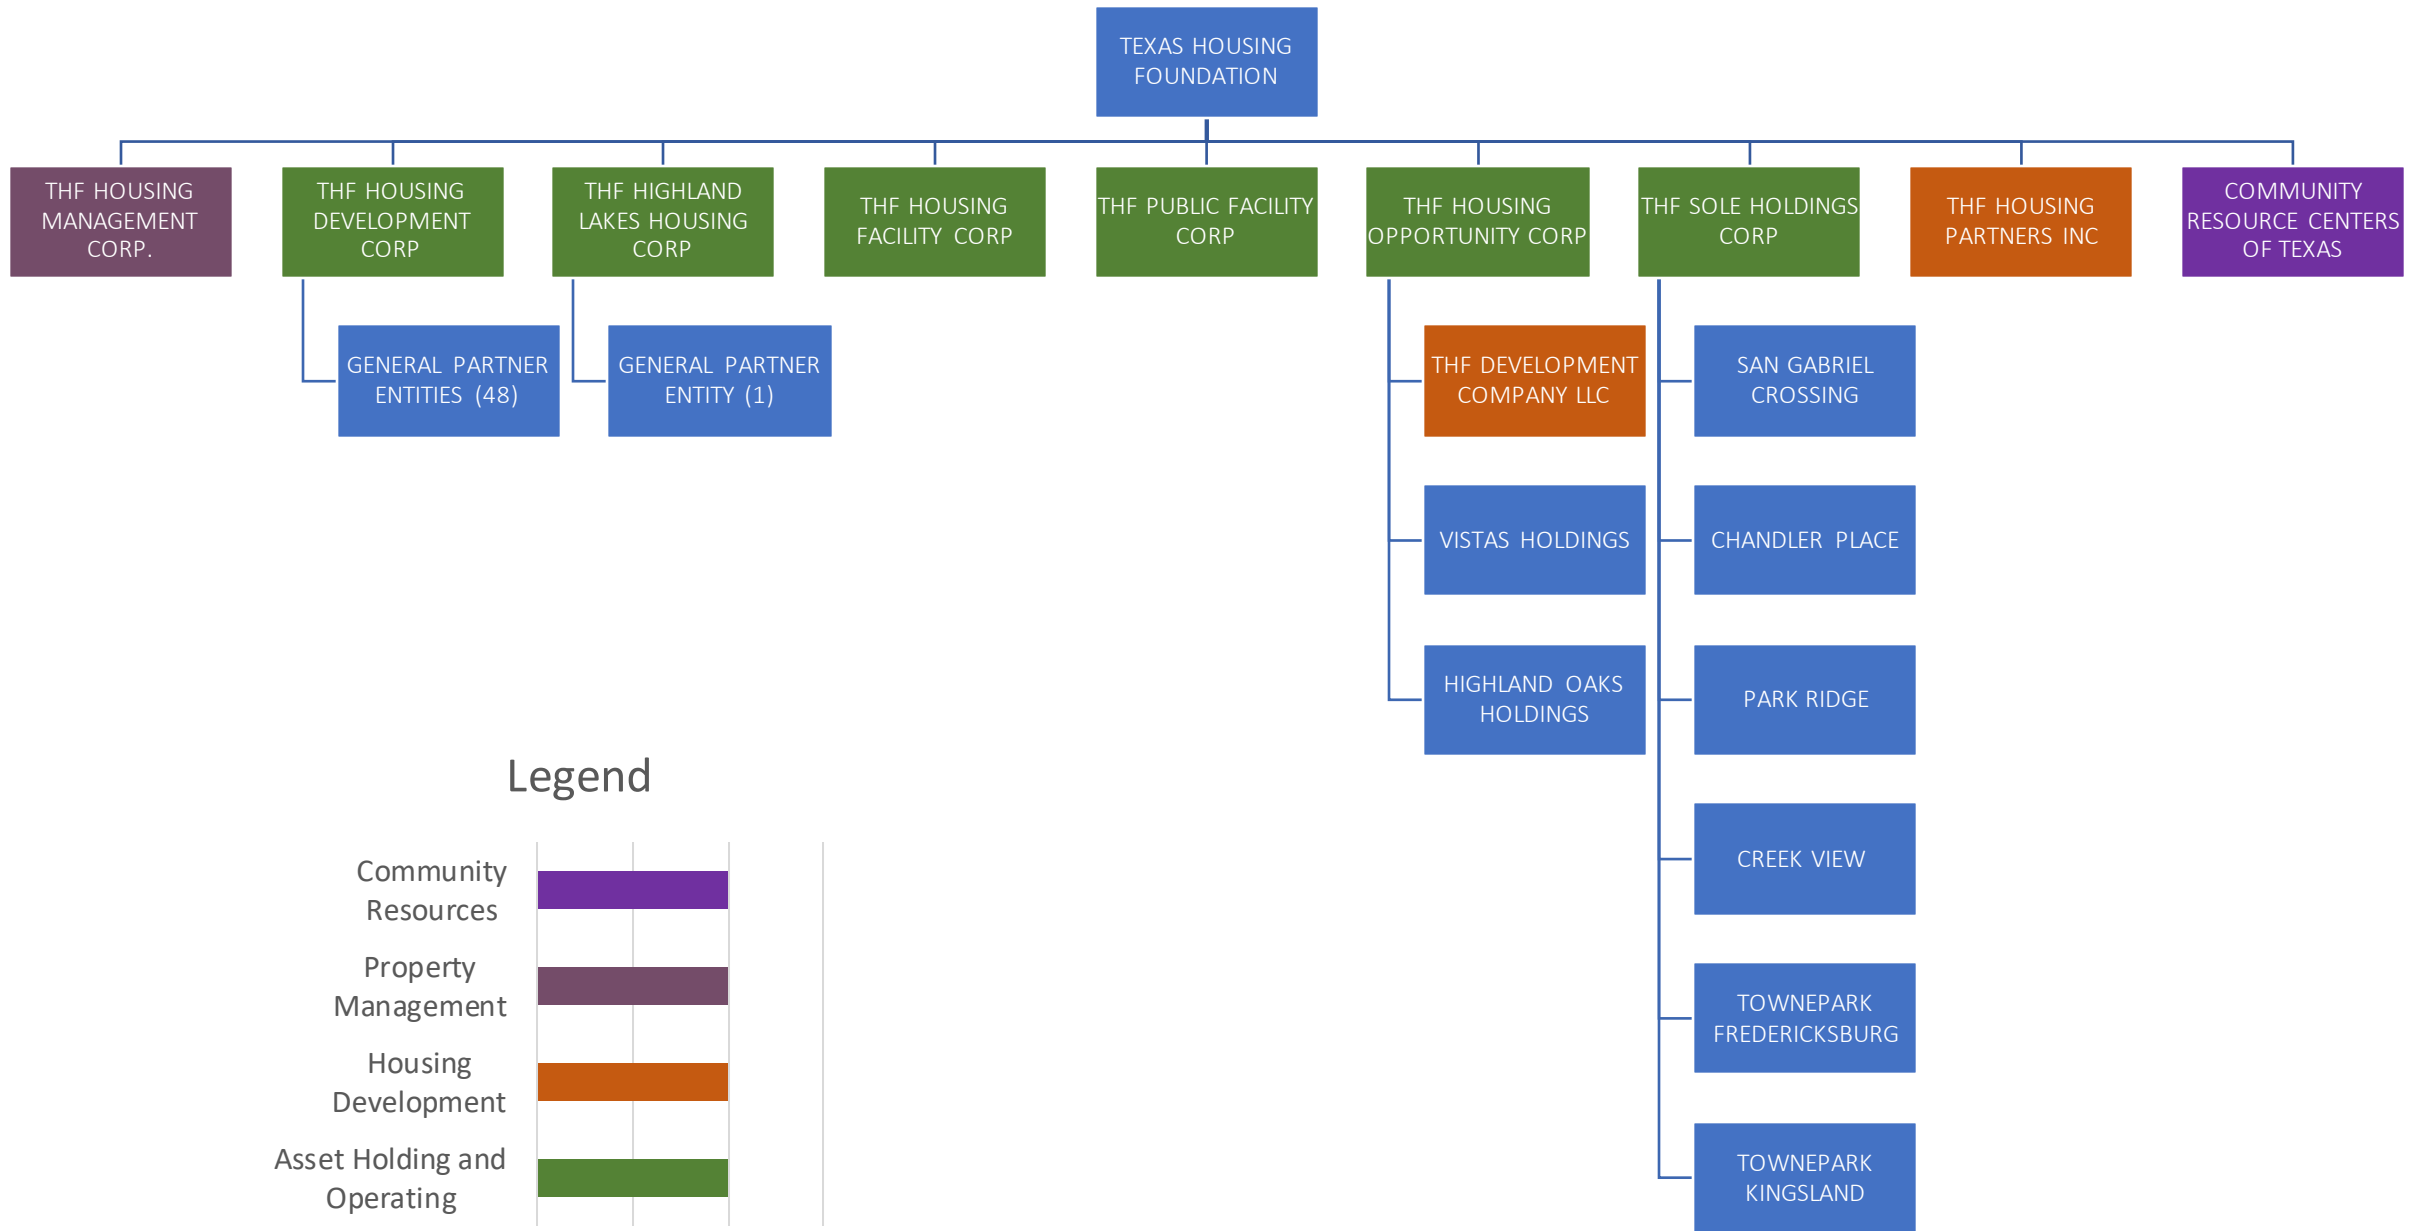 TEXAS HOUSING
FOUNDATION
THF HOUSING
MANAGEMENT
CORP.
THF HOUSING
DEVELOPMENT
CORP
THF HIGHLAND
LAKES HOUSING
CORP
THF HOUSING
FACILITY CORP
THF PUBLIC FACILITY
CORP
THF HOUSING
OPPORTUNITY CORP
THF SOLE HOLDINGS
CORP
THF HOUSING
PARTNERS INC
COMMUNITY
RESOURCE CENTERS
OF TEXAS
GENERAL PARTNER
ENTITIES (48)
GENERAL PARTNER
ENTITY (1)
THF DEVELOPMENT
COMPANY LLC
VISTAS HOLDINGS
HIGHLAND OAKS
HOLDINGS
SAN GABRIEL
CROSSING
CHANDLER PLACE
PARK RIDGE
CREEK VIEW
TOWNEPARK
FREDERICKSBURG
TOWNEPARK
KINGSLAND
Legend
Community
Resources
Property
Management
Housing
Development
Asset Holding and
Operating